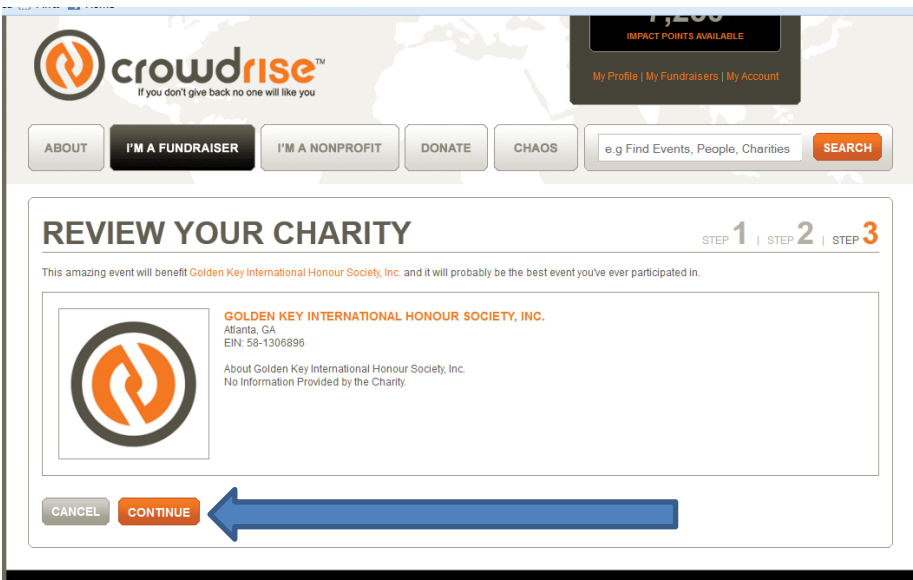 IMPACT POINTS AVAILABLE
crowdrise™
If you don't give back no one will like you
My Profile | My Fundraisers | My Account
ABOUT
I'M A FUNDRAISER
I'M A NONPROFIT
DONATE
CHAOS
e.g Find Events, People, Charities
SEARCH
REVIEW YOUR CHARITY
STEP 1 | STEP 2 | STEP 3
This amazing event will benefit Golden Key International Honour Society, Inc. and it will probably be the best event you've ever participated in.
GOLDEN KEY INTERNATIONAL HONOUR SOCIETY, INC.
Atlanta, GA
EIN: 58-1306896
About Golden Key International Honour Society, Inc.
No Information Provided by the Charity.
CANCEL
CONTINUE